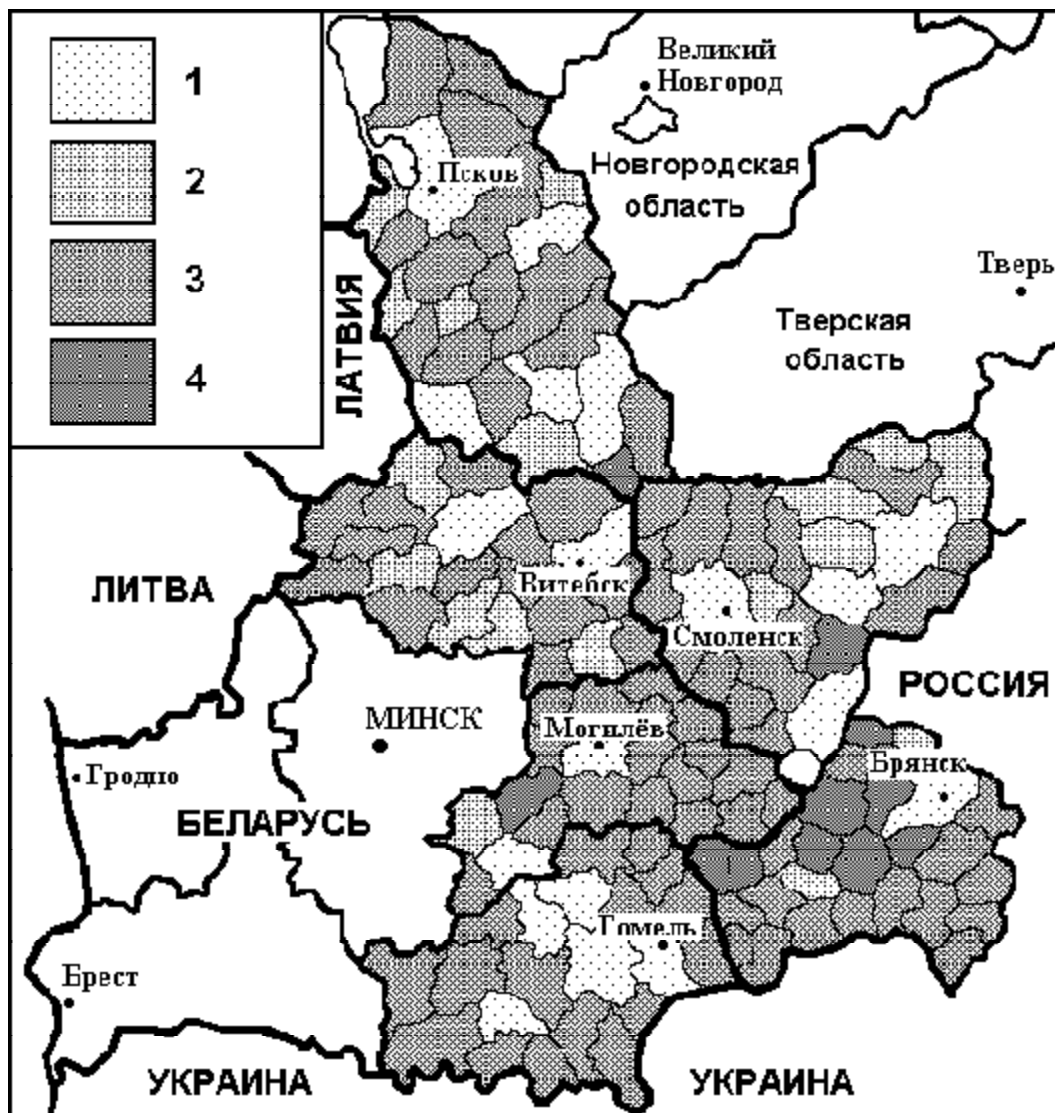 1
2
3
4
Великий
Новгород
Новгородская
область
Псков
Тверь
Тверская
область
ЛАТВИЯ
ЛИТВА
Витебск
Смоленск
РОССИЯ
МИНСК
Могилёв
Гродно
Брянск
БЕЛАРУСЬ
Гомель
Брест
УКРАИНА
УКРАИНА